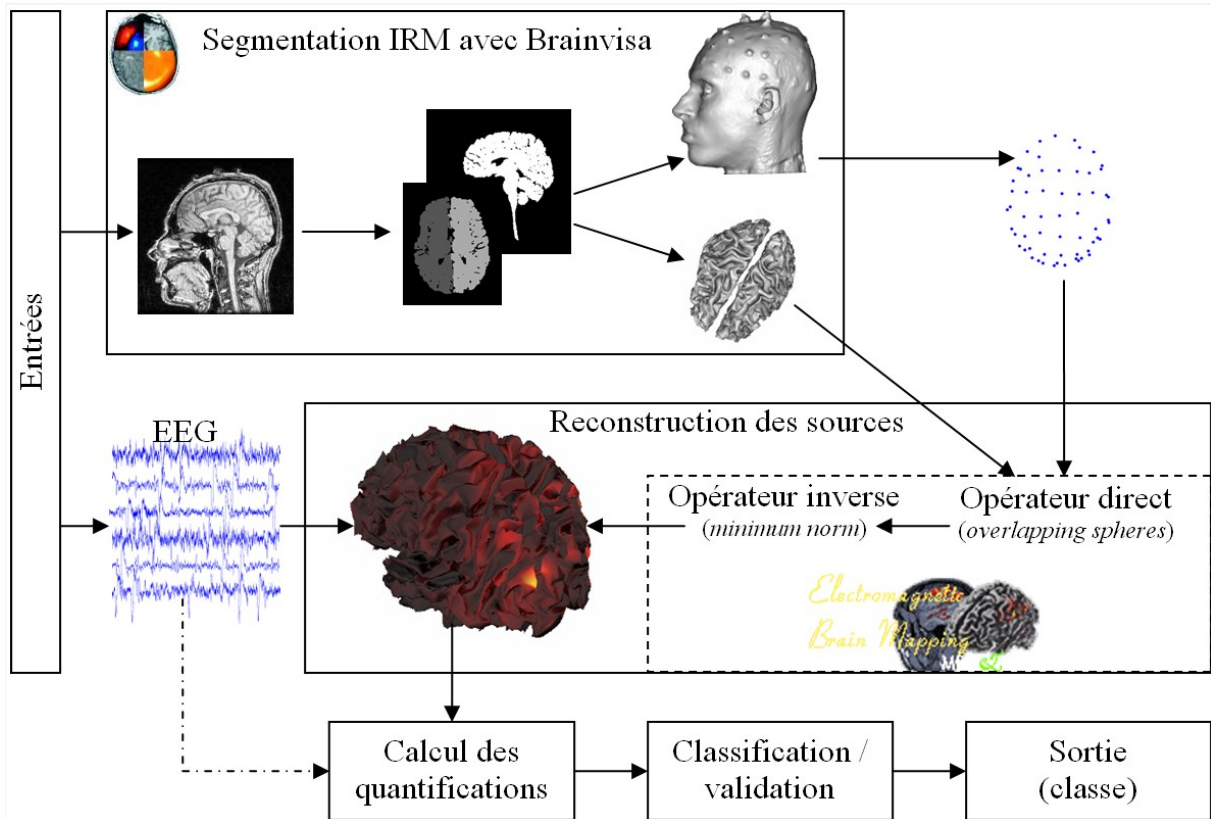 Segmentation IRM avec Brainvisa
Entrées
EEG
Reconstruction des sources
Opérateur inverse
(minimum norm)
Opérateur direct
(overlapping spheres)
Electromagnetic
Brain Mapping
Calcul des
quantifications
Classification /
validation
Sortie
(classe)